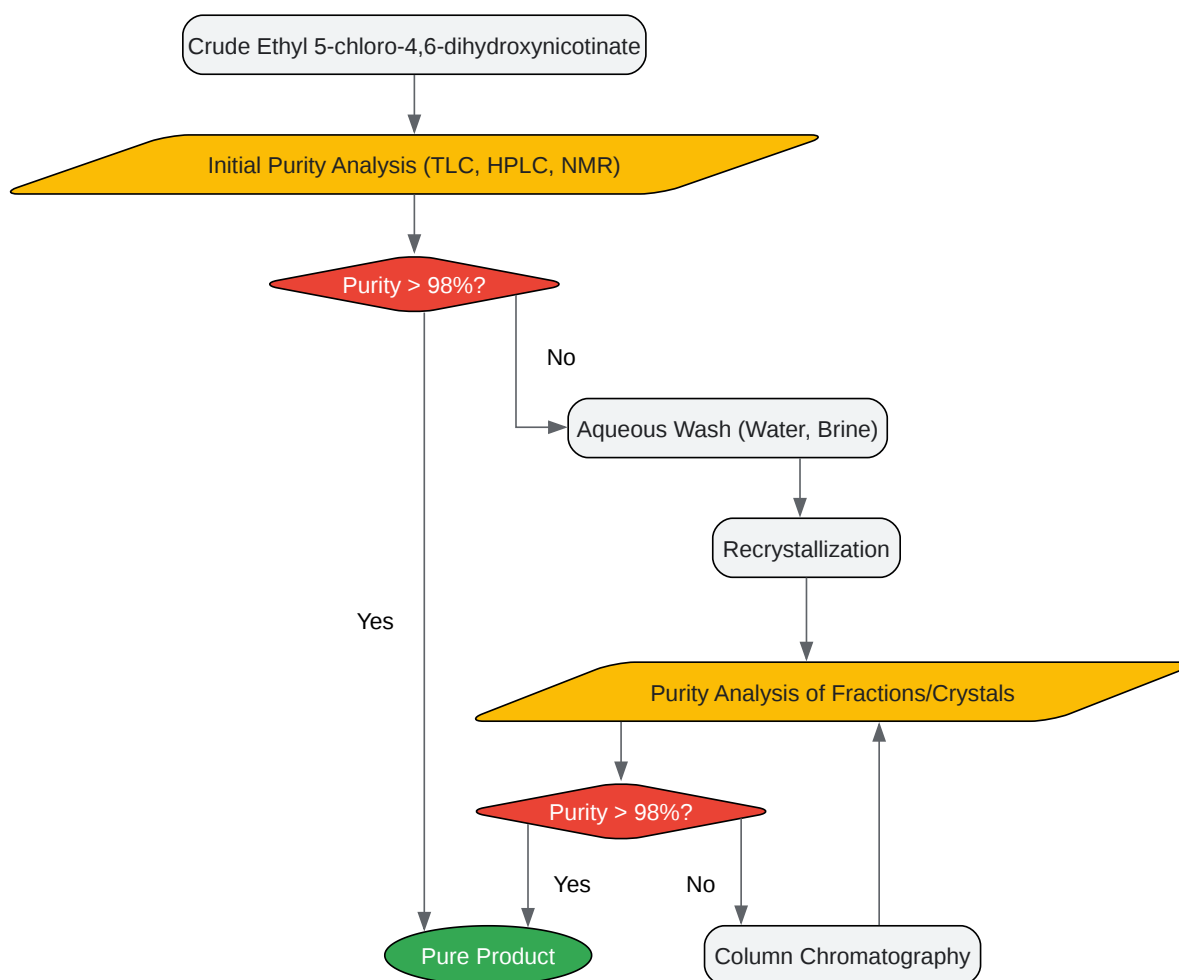 Crude Ethyl 5-chloro-4,6-dihydroxynicotinate
Initial Purity Analysis (TLC, HPLC, NMR)
Purity > 98%?
No
Aqueous Wash (Water, Brine)
Recrystallization
Yes
Purity Analysis of Fractions/Crystals
Purity > 98%?
Yes
No
Pure Product
Column Chromatography